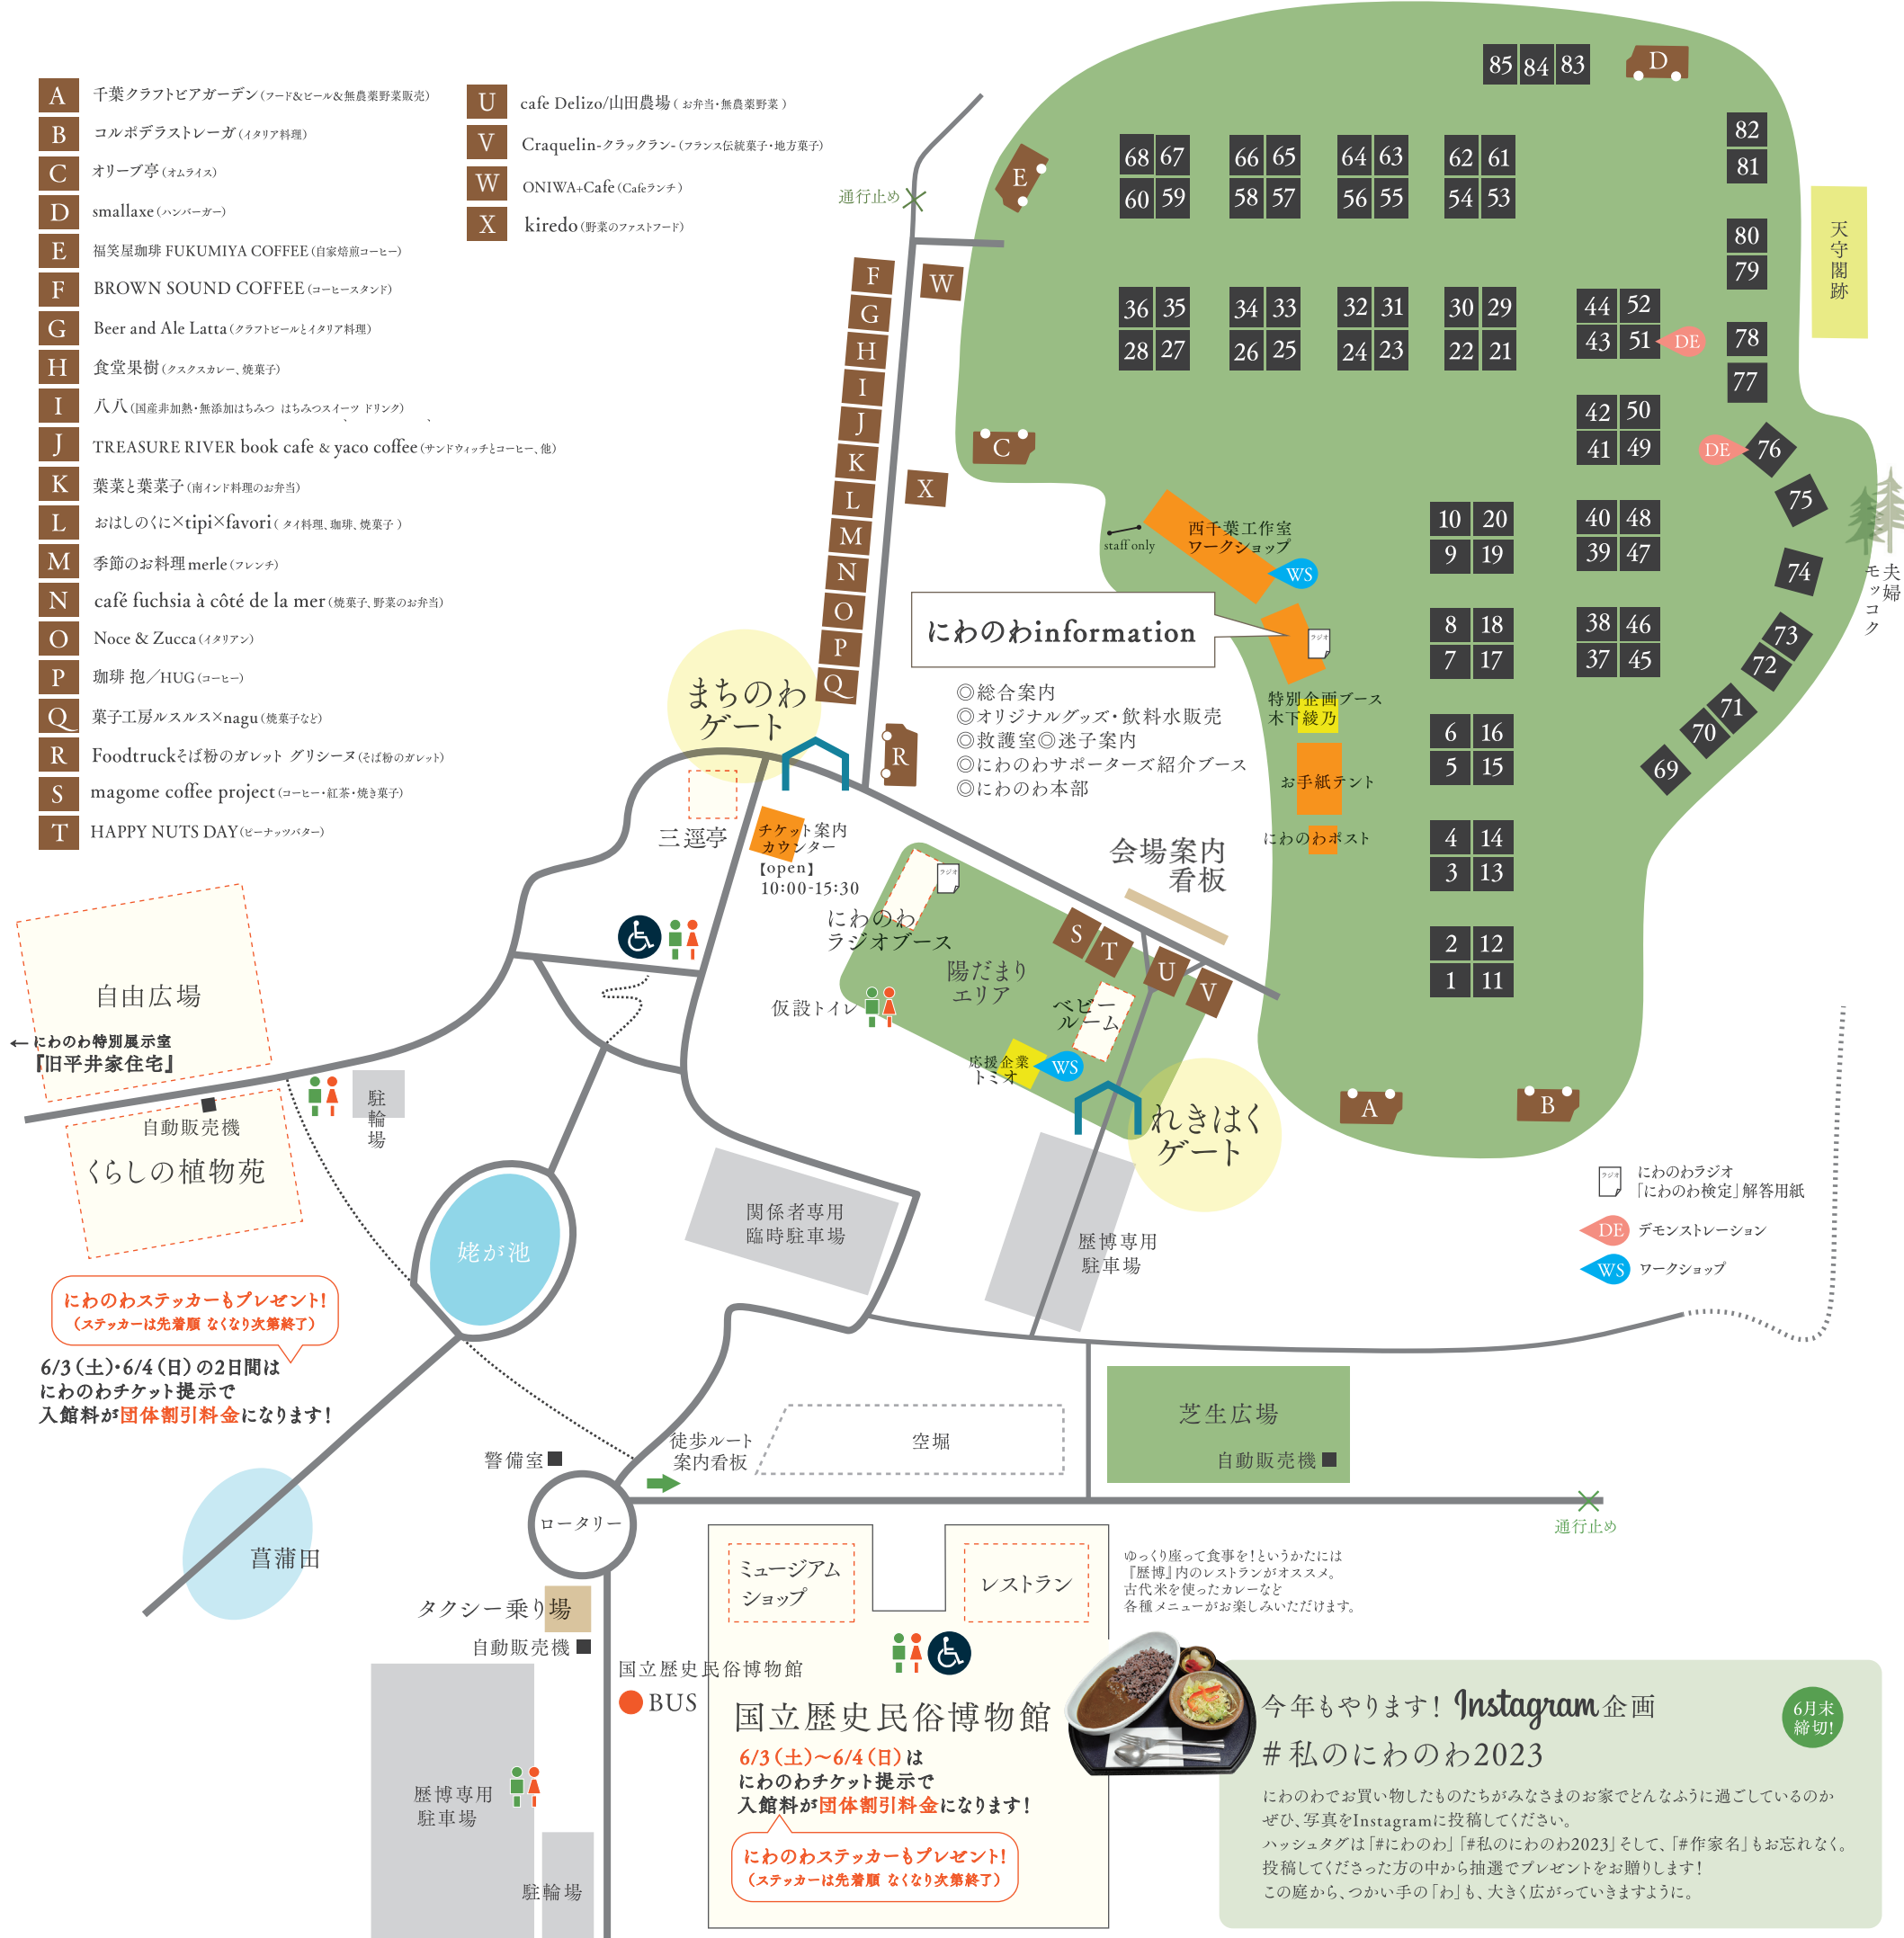 A 千葉クラフトビアガーデン（フード&ビール&無農薬野菜販売）
B コルポデラストレーガ（イタリア料理）
C オリーブ亭（オムライス）
D smallaxe（ハンバーガー）
E 福笑屋珈琲 FUKUMIYA COFFEE（自家焙煎コーヒー）
F BROWN SOUND COFFEE（コーヒースタンド）
G Beer and Ale Latta（クラフトビールとイタリア料理）
H 食堂果樹（クスクスカレー、焼菓子）
I 八八（国産非加熱・無添加はちみつ はちみつスイーツ ドリンク）
J TREASURE RIVER book cafe & yaco coffee（サンドウィッチとコーヒー、他）
K 葉菜と葉菓子（南インド料理のお弁当）
L おはしのくに×tipi×favori（タイ料理、珈琲、焼菓子）
M 季節のお料理merle（フレンチ）
N café fuchsia à côté de la mer（焼菓子、野菜のお弁当）
O Noce & Zucca（イタリアン）
P 珈琲 抱／HUG（コーヒー）
Q 菓子工房ルスルス×nagu（焼菓子など）
R Foodtruckそば粉のガレット グリシーヌ（そば粉のガレット）
S magome coffee project（コーヒー・紅茶・焼き菓子）
T HAPPY NUTS DAY（ピーナッツバター）
U cafe Delizo/山田農場（お弁当・無農薬野菜）
V Craquelin-クラックラン-（フランス伝統菓子・地方菓子）
W ONIWA+Cafe（Cafeランチ）
X kiredo（野菜のファストフード）
通行止め
85 84 83
D
82
81
E
68 67 66 65 64 63 62 61
60 59 58 57 56 55 54 53
80
79
天守閣跡
F
G
H
I
J
K
L
M
N
O
P
Q
W
X
36 35 34 33 32 31 30 29
28 27 26 25 24 23 22 21
44 52
43 51
DE
78
77
42 50
41 49
DE
76
75
74
73
72
71
70
69
夫婦
モッコク
C
10 20
9 19
40 48
39 47
8 18
7 17
38 46
37 45
6 16
5 15
4 14
3 13
2 12
1 11
A
B
staff only
西千葉工作室
ワークショップ
WS
にわのわinformation
ラジオ
◎総合案内
◎オリジナルグッズ・飲料水販売
◎救護室◎迷子案内
◎にわのわサポーターズ紹介ブース
◎にわのわ本部
特別企画ブース
木下綾乃
お手紙テント
にわのわポスト
まちのわ
ゲート
R
三逕亭
チケット案内
カウンター
【open】
10:00-15:30
会場案内
看板
ラジオ
にわのわ
ラジオブース
陽だまり
エリア
S
T
U
V
仮設トイレ
ベビー
ルーム
応援企業
トミオ
WS
れきはく
ゲート
自由広場
←にわのわ特別展示室
『旧平井家住宅』
自動販売機
くらしの植物苑
駐輪場
姥が池
関係者専用
臨時駐車場
歴博専用
駐車場
ラジオ
にわのわラジオ
「にわのわ検定」解答用紙
DE デモンストレーション
WS ワークショップ
にわのわステッカーもプレゼント!
（ステッカーは先着順 なくなり次第終了）
6/3（土）・6/4（日）の2日間は
にわのわチケット提示で
入館料が団体割引料金になります!
菖蒲田
警備室
ロータリー
徒歩ルート
案内看板
空堀
芝生広場
自動販売機
通行止め
タクシー乗り場
自動販売機
国立歴史民俗博物館
BUS
歴博専用
駐車場
駐輪場
ミュージアム
ショップ
レストラン
国立歴史民俗博物館
6/3（土）〜6/4（日）は
にわのわチケット提示で
入館料が団体割引料金になります!
にわのわステッカーもプレゼント!
（ステッカーは先着順 なくなり次第終了）
ゆっくり座って食事を!というかたには
『歴博』内のレストランがオススメ。
古代米を使ったカレーなど
各種メニューがお楽しみいただけます。
今年もやります! Instagram企画
#私のにわのわ2023
6月末
締切!
にわのわでお買い物したものたちがみなさまのお家でどんなふうに過ごしているのか
ぜひ、写真をInstagramに投稿してください。
ハッシュタグは「#にわのわ」「#私のにわのわ2023」そして、「#作家名」もお忘れなく。
投稿してくださった方の中から抽選でプレゼントをお贈りします!
この庭から、つかい手の「わ」も、大きく広がっていきますように。